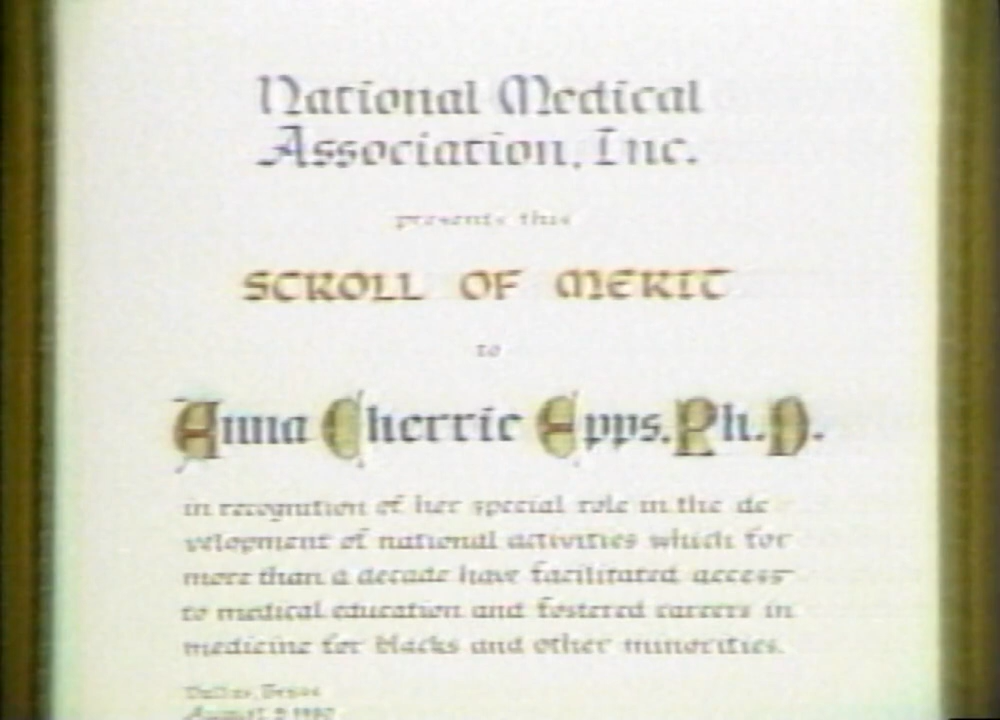 National Medical
Association, Inc.
presents this
SCROLL OF MERIT
to
Anna Cherrie Epps, Ph.D.
in recognition of her special role in the de
velopment of national activities which for
more than a decade have facilitated access
to medical education and fostered careers in
medicine for blacks and other minorities.
Dallas, Texas
August